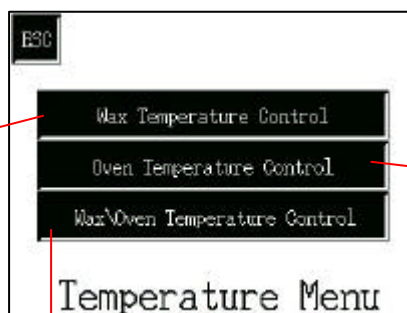 ESC
Wax Temperature Control
Oven Temperature Control
Wax\Oven Temperature Control
Temperature Menu